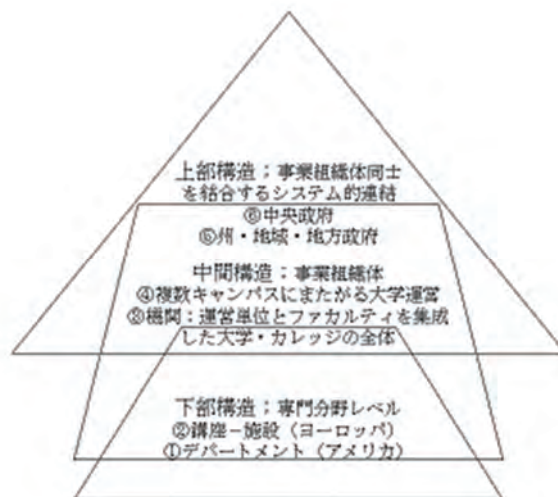 上部構造；事業組織体同士
を結合するシステム的連結
⑥中央政府
⑤州・地域・地方政府
中間構造；事業組織体
④複数キャンパスにまたがる大学運営
③機関：運営単位とファカルティを集成
した大学・カレッジの全体
下部構造；専門分野レベル
②講座－施設（ヨーロッパ）
①デパートメント（アメリカ）